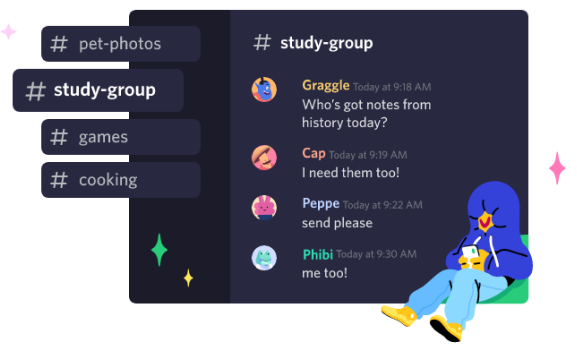 # pet-photos
# study-group
# games
# cooking
# study-group
Graggle Today at 9:18 AM
Who's got notes from
history today?
Cap Today at 9:19 AM
I need them too!
Peppe Today at 9:22 AM
send please
Phibi Today at 9:30 AM
me too!